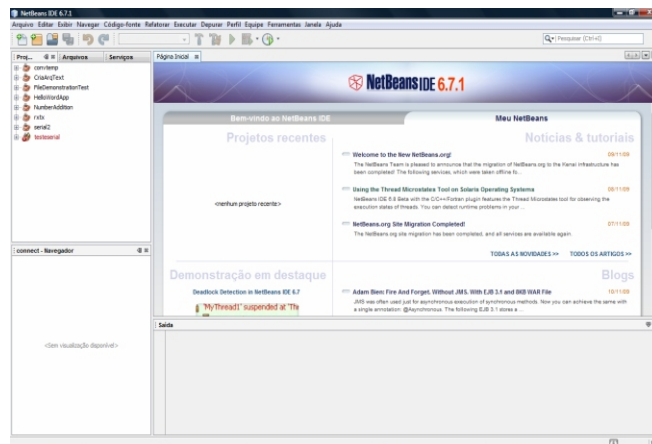 NetBeans IDE 6.7.1
Arquivo Editar Exibir Navegar Código-fonte Refatorar Executar Depurar Perfil Equipe Ferramentas Janela Ajuda
Pesquisar (Ctrl+I)
Proj... Arquivos Serviços
Página Inicial
convtemp
CriaArqText
FileDemonstrationTest
HelloWordApp
NumberAddition
rxtx
serial2
testeserial
NetBeans IDE 6.7.1
Bem-vindo ao NetBeans IDE
Meu NetBeans
Projetos recentes
<nenhum projeto recente>
Notícias & tutoriais
Welcome to the New NetBeans.org! 09/11/09
The NetBeans Team is pleased to announce that the migration of NetBeans.org to the Kenai infrastructure has
been completed! The following services, which were taken offline fo...
Using the Thread Microstates Tool on Solaris Operating Systems 08/11/09
NetBeans IDE 6.8 Beta with the C/C++/Fortran plugin features the Thread Microstates tool for observing the
execution states of threads. You can detect runtime problems in your ...
NetBeans.org Site Migration Completed! 07/11/09
The NetBeans.org site migration has been completed, and all services are available again.
TODAS AS NOVIDADES >> TODOS OS ARTIGOS >>
Demonstração em destaque
Deadlock Detection in NetBeans IDE 6.7
"MyThread1" suspended at 'The
Blogs
Adam Bien: Fire And Forget. Without JMS. With EJB 3.1 and 8KB WAR File 10/11/09
JMS was often used just for asynchronous execution of synchronous methods. Now you can achieve the same with
a single annotation: @Asynchronous. The following EJB 3.1 stores a ...
connect - Navegador
<Sem visualização disponível>
Saída